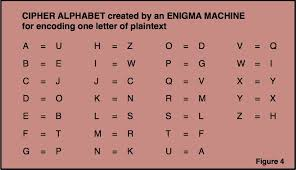 CIPHER ALPHABET created by an ENIGMA MACHINE
for encoding one letter of plaintext
A = U H = Z O = D V = Q
B = E I = W P = G W = I
C = J J = C Q = V X = Y
D = O K = N R = M Y = X
E = B L = S S = L Z = H
F = T M = R T = F
G = P N = K U = A
Figure 4